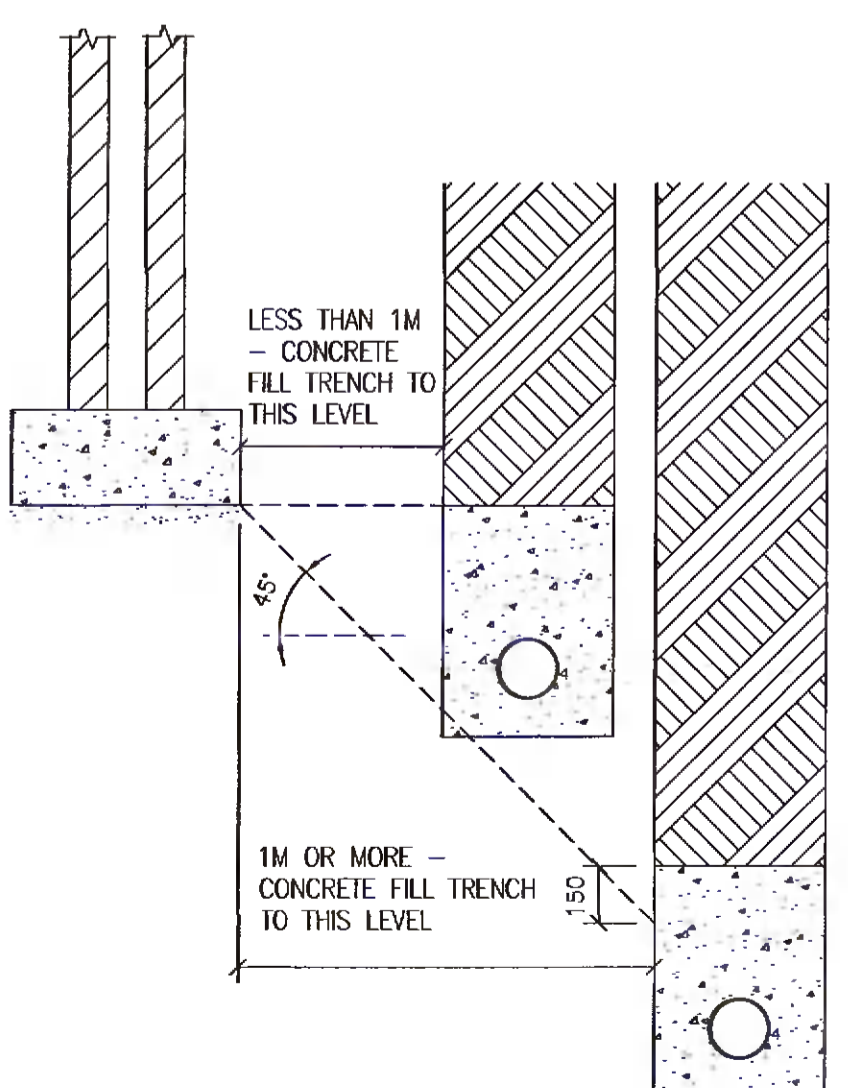 LESS THAN 1M
– CONCRETE
FILL TRENCH TO
THIS LEVEL
45°
1M OR MORE –
CONCRETE FILL TRENCH
TO THIS LEVEL
150